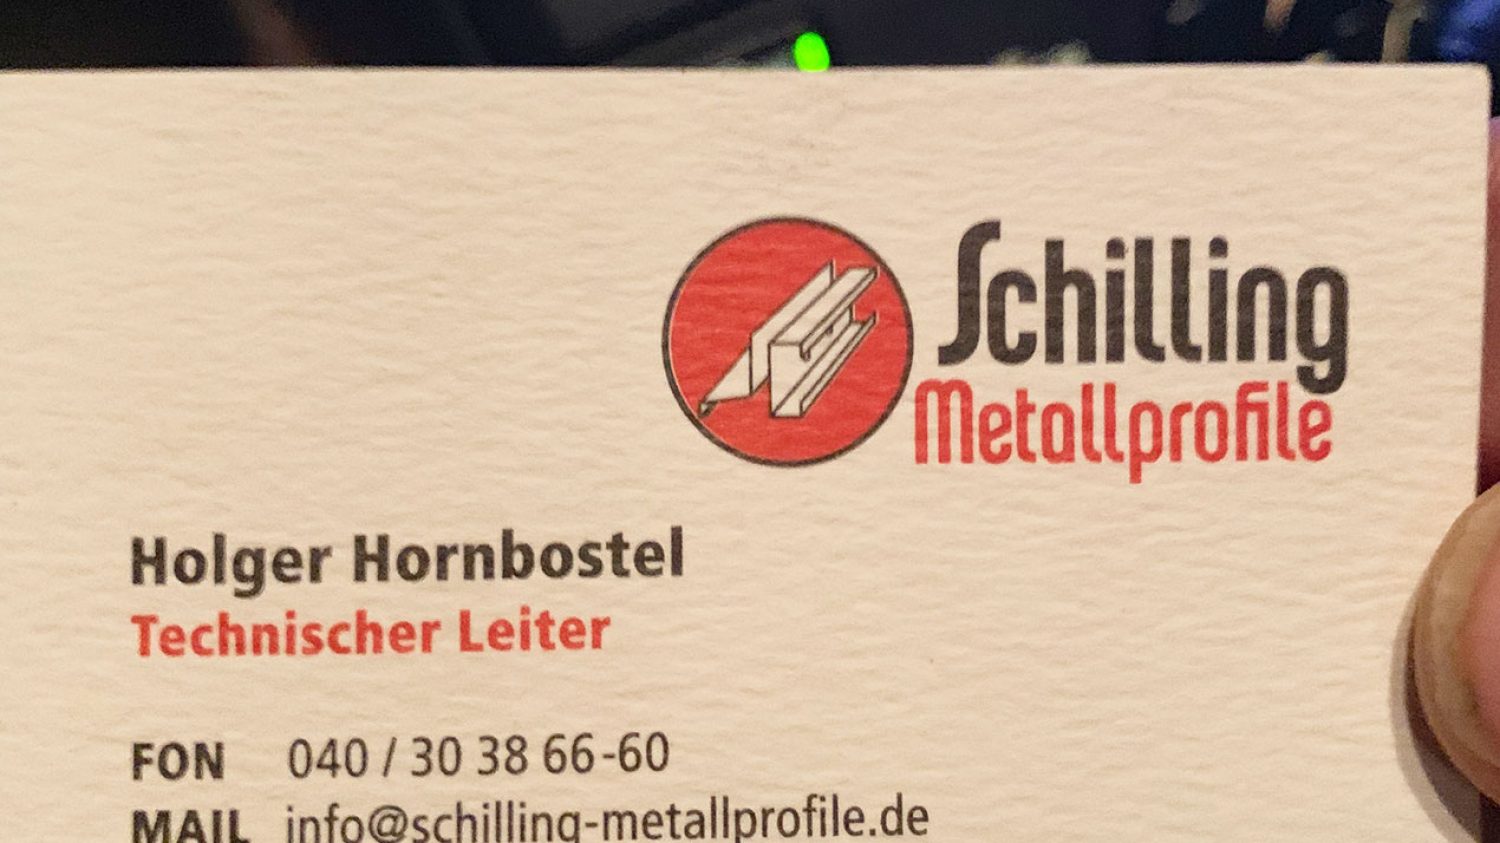 Schilling
Metallprofile
Holger Hornbostel
Technischer Leiter
FON 040 / 30 38 66-60
MAIL info@schilling-metallprofile.de